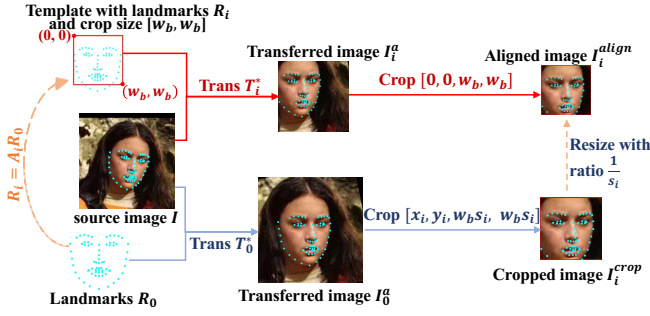 Template with landmarks R_i
and crop size [w_b, w_b]
(0, 0)
(w_b, w_b)
R_i = A_i R_0
Trans T_i^*
Transferred image I_i^a
Crop [0, 0, w_b, w_b]
Aligned image I_i^{align}
source image I
Resize with
ratio \frac{1}{s_i}
Trans T_0^*
Crop [x_i, y_i, w_b s_i, w_b s_i]
Landmarks R_0
Transferred image I_0^a
Cropped image I_i^{crop}